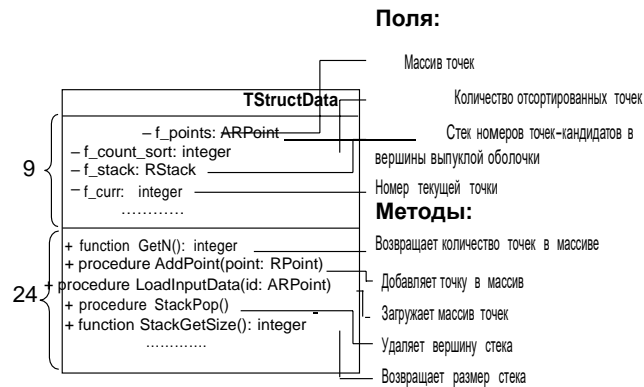 Поля:
Массив точек
TStructData
Количество отсортированных точек
– f_points: ARPoint
Стек номеров точек-кандидатов в
– f_count_sort: integer
вершины выпуклой оболочки
9
– f_stack: RStack
– f_curr: integer
Номер текущей точки
…………
Методы:
+ function GetN(): integer
Возвращает количество точек в массиве
+ procedure AddPoint(point: RPoint)
Добавляет точку в массив
24
+ procedure LoadInputData(id: ARPoint)
Загружает массив точек
+ procedure StackPop()
+ function StackGetSize(): integer
Удаляет вершину стека
………….
Возвращает размер стека